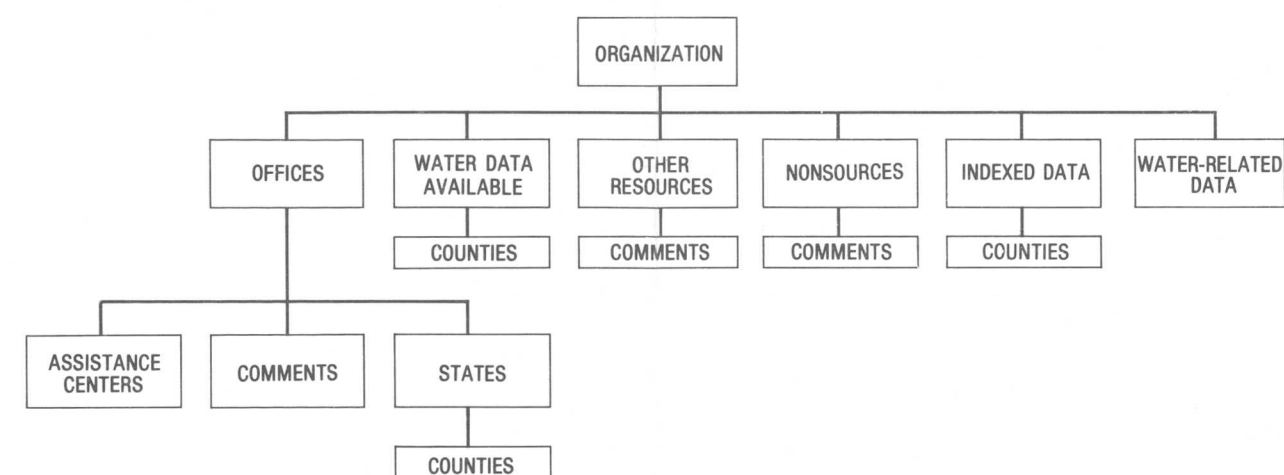 ORGANIZATION
OFFICES
WATER DATA
AVAILABLE
OTHER
RESOURCES
NONSOURCES
INDEXED DATA
WATER-RELATED
DATA
COUNTIES
COMMENTS
COMMENTS
COUNTIES
ASSISTANCE
CENTERS
COMMENTS
STATES
COUNTIES